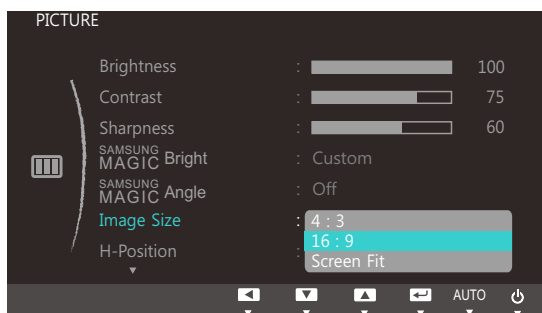 PICTURE
Brightness : 100
Contrast : 75
Sharpness : 60
SAMSUNG
MAGIC Bright : Custom
SAMSUNG
MAGIC Angle : Off
Image Size : 4 : 3
16 : 9
H-Position :
Screen Fit
AUTO